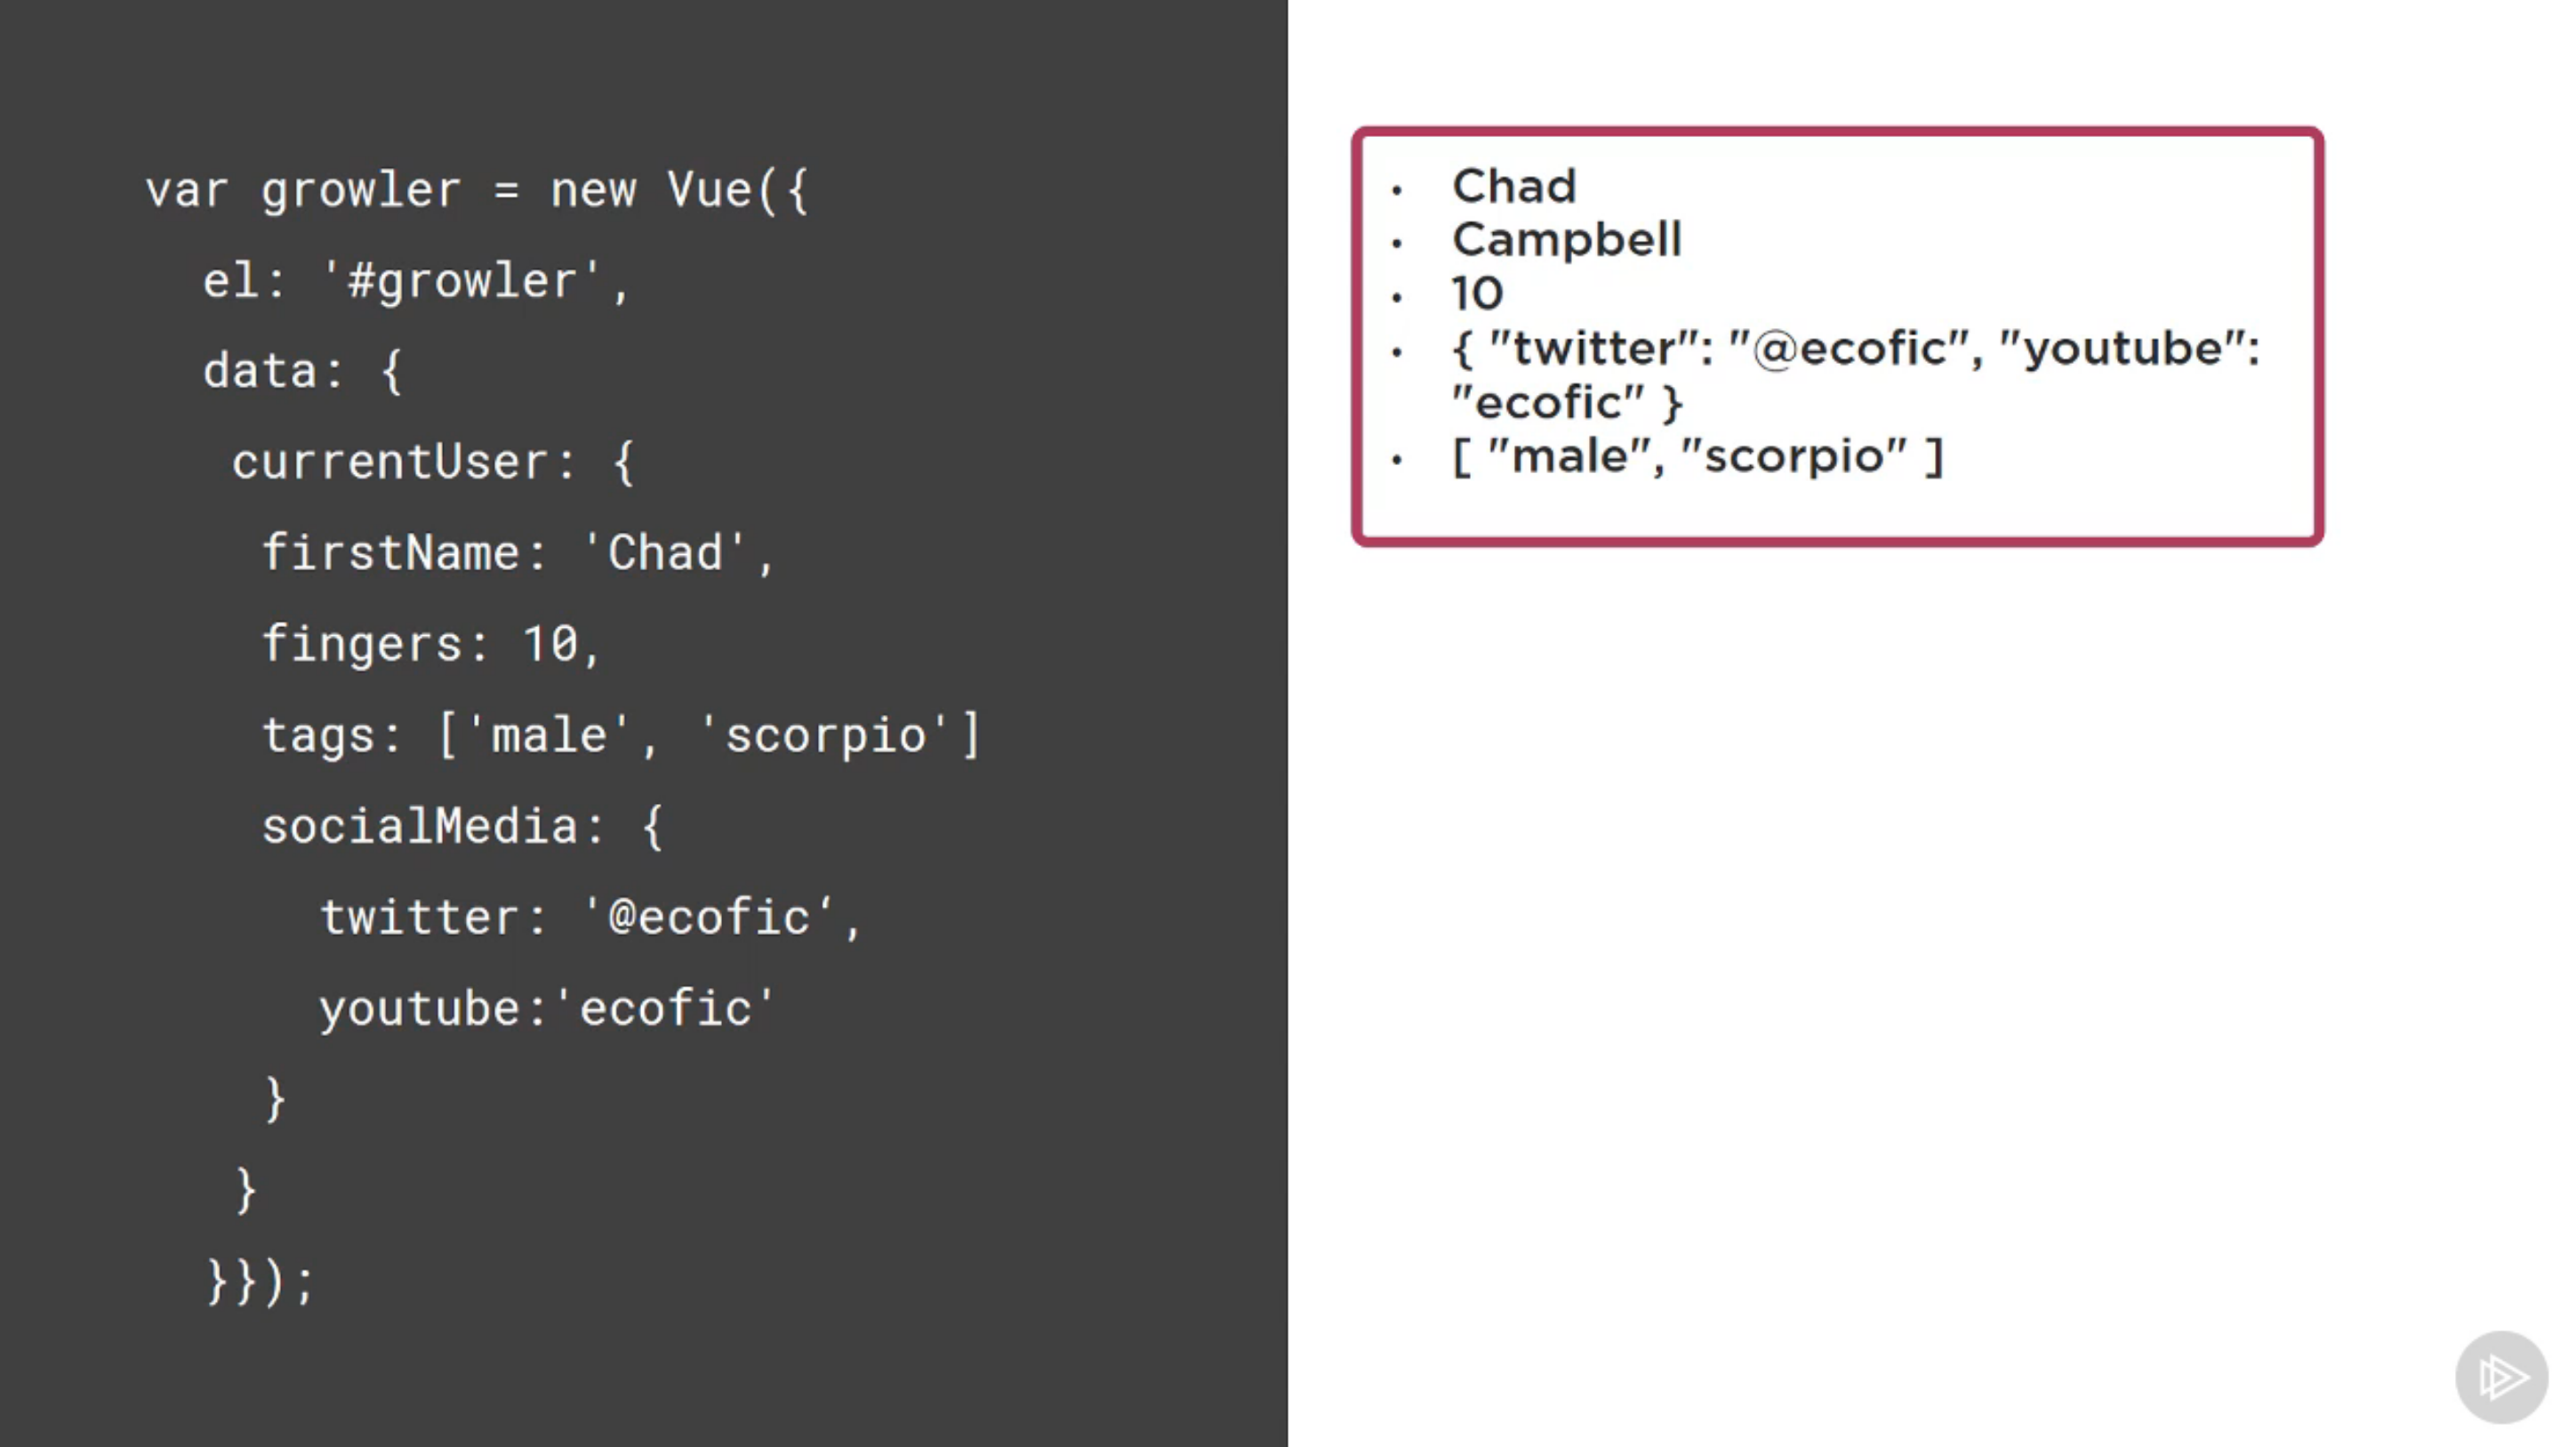 var growler = new Vue({
el: '#growler',
data: {
currentUser: {
firstName: 'Chad',
fingers: 10,
tags: ['male', 'scorpio']
socialMedia: {
twitter: '@ecofic‘,
youtube:'ecofic'
}
}
}});
• Chad
• Campbell
• 10
• { "twitter": "@ecofic", "youtube":
"ecofic" }
• [ "male", "scorpio" ]